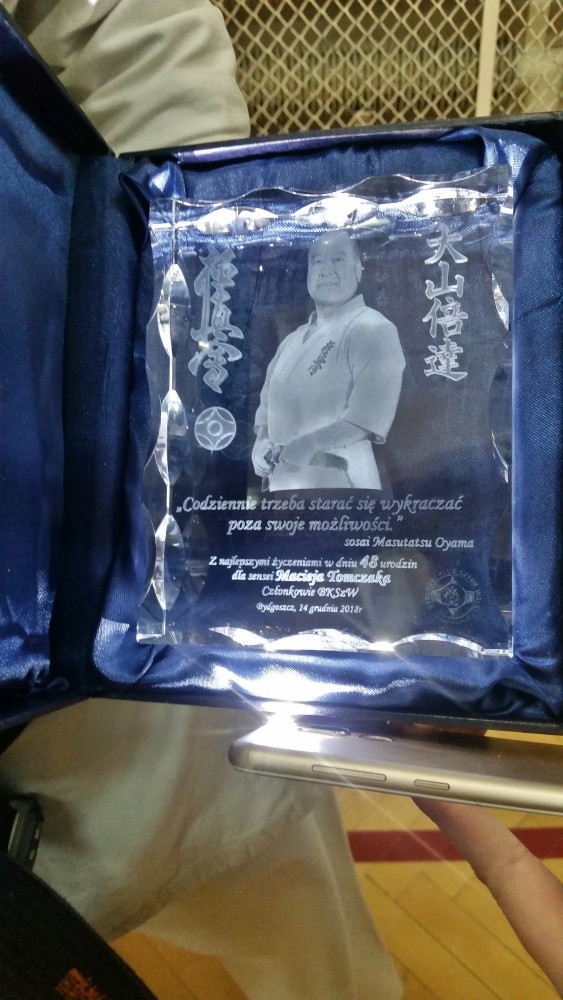 極真会
大山倍達
„Codziennie trzeba starać się wykraczać
poza swoje możliwości."
sosai Masutatsu Oyama
Z najlepszymi życzeniami w dniu 48 urodzin
dla sensei Macieja Tomczaka
Członkowie BKSzW
Bydgoszcz, 14 grudnia 2018r